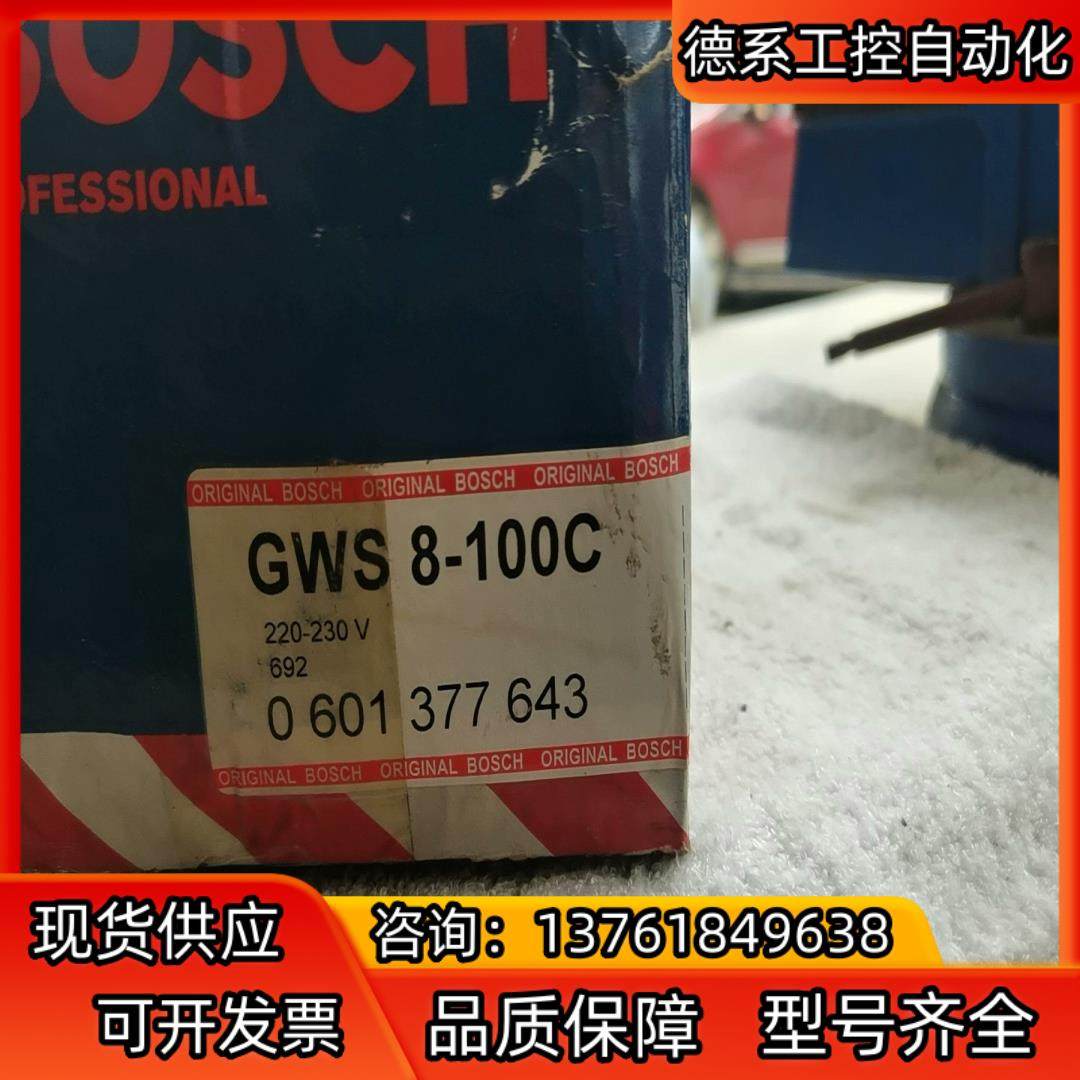 德系工控自动化
BOSCH
OFESSIONAL
ORIGINAL BOSCH ORIGINAL BOSCH ORIGINAL BOSCH
GWS 8-100C
220-230 V
692
0 601 377 643
ORIGINAL BOSCH ORIGINAL BOSCH ORIGINAL BOSCH
现货供应
咨询：13761849638
可开发票 品质保障 型号齐全